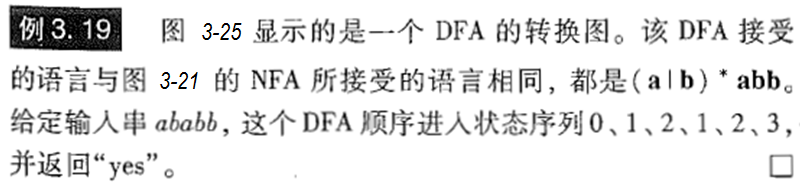 例 3.19 图 3-25 显示的是一个 DFA 的转换图。该 DFA 接受
的语言与图 3-21 的 NFA 所接受的语言相同，都是(a|b)*abb。
给定输入串 ababb，这个 DFA 顺序进入状态序列0、1、2、1、2、3，
并返回“yes”。 □